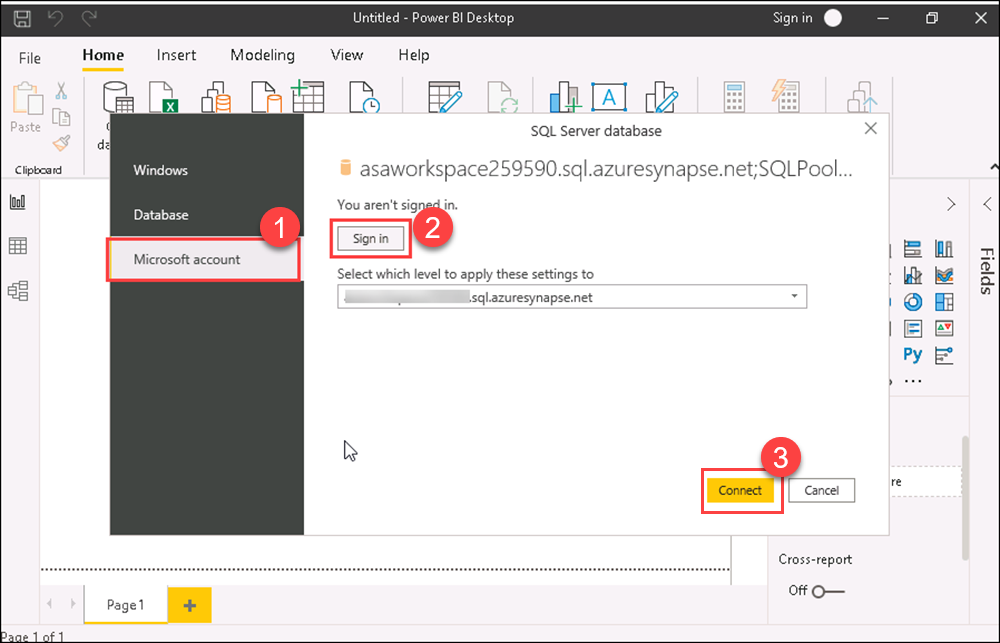 Untitled - Power BI Desktop
Sign in
File
Home
Insert
Modeling
View
Help
Paste
Clipboard
SQL Server database
Windows
Database
Microsoft account
asaworkspace259590.sql.azuresynapse.net;SQLPool...
You aren't signed in.
1
2
Sign in
Select which level to apply these settings to
.sql.azuresynapse.net
3
Connect
Cancel
Fields
A
X
Py
...
Cross-report
Off
Page 1
+
Page 1 of 1